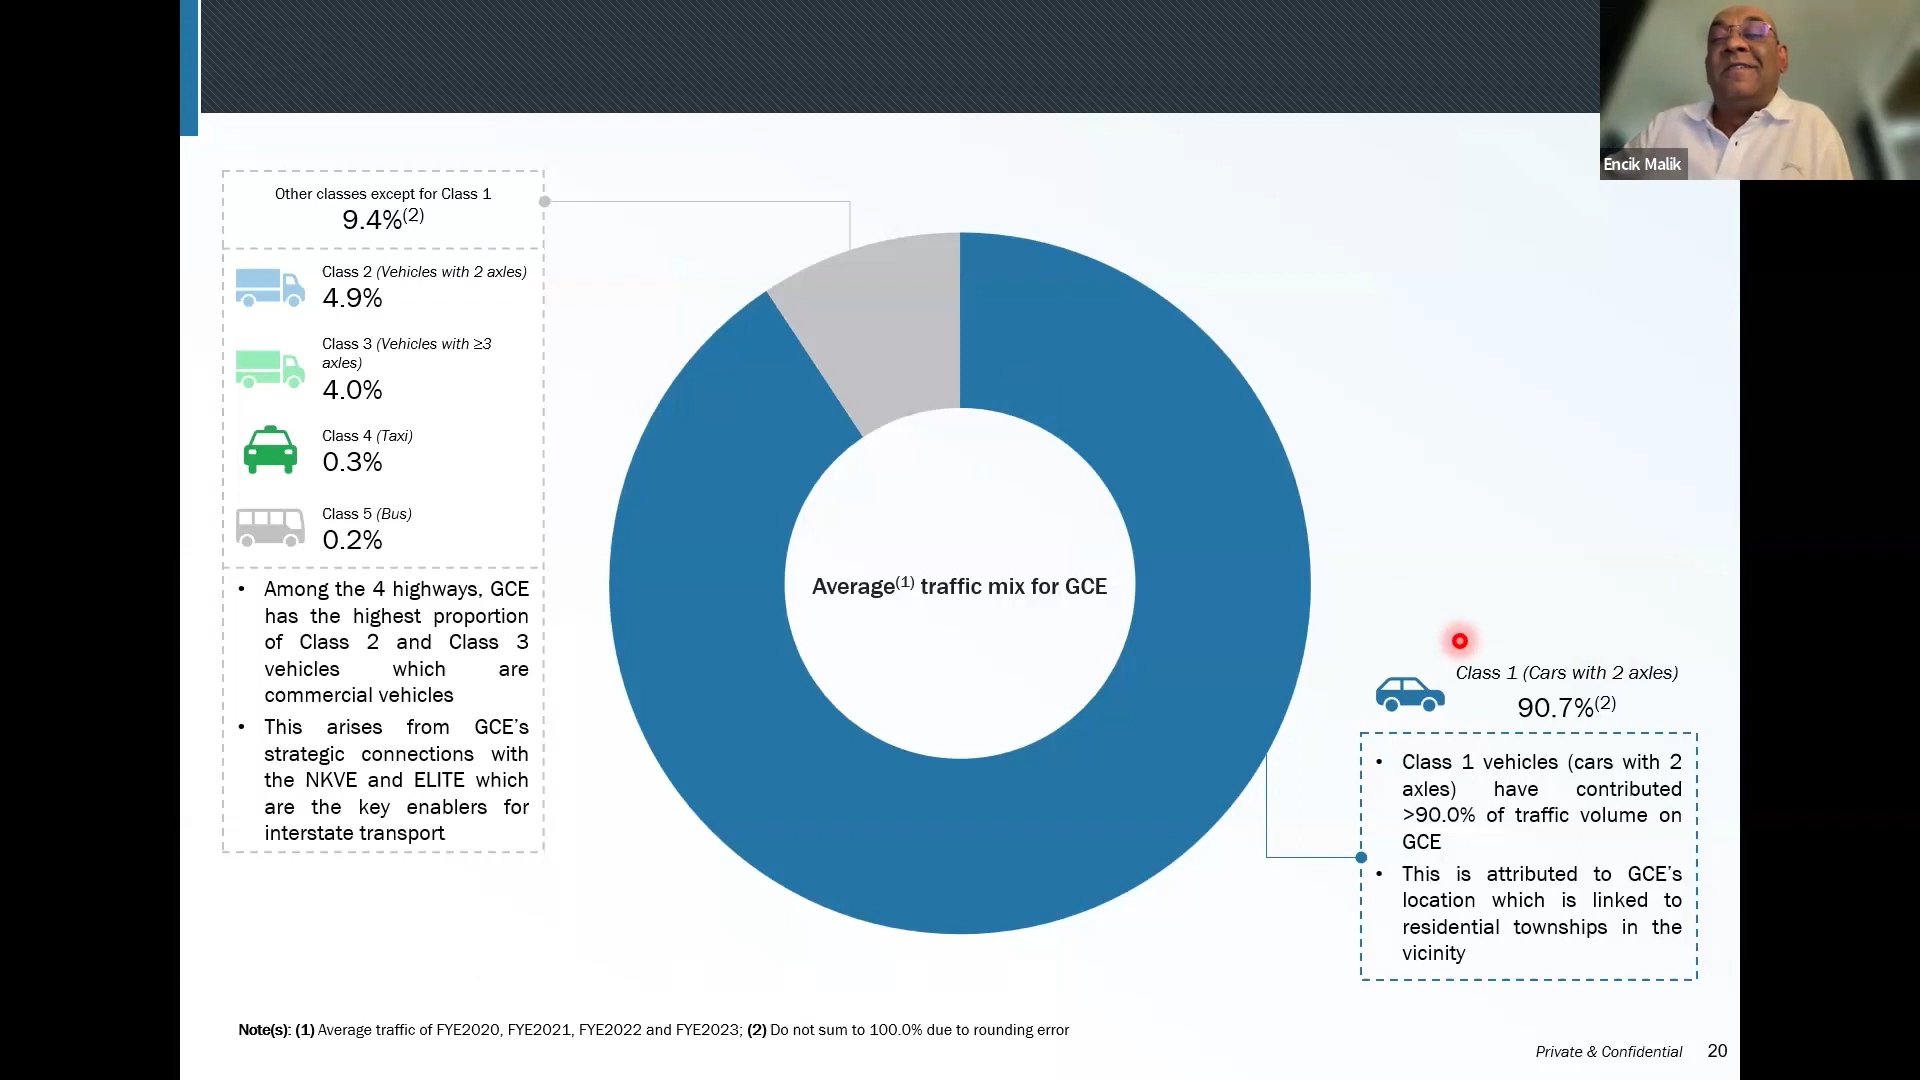 Encik Malik
Other classes except for Class 1
9.4%(2)
Class 2 (Vehicles with 2 axles)
4.9%
Class 3 (Vehicles with ≥3
axles)
4.0%
Class 4 (Taxi)
0.3%
Class 5 (Bus)
0.2%
• Among the 4 highways, GCE
has the highest proportion
of Class 2 and Class 3
vehicles which are
commercial vehicles
• This arises from GCE’s
strategic connections with
the NKVE and ELITE which
are the key enablers for
interstate transport
Average(1) traffic mix for GCE
Class 1 (Cars with 2 axles)
90.7%(2)
• Class 1 vehicles (cars with 2
axles) have contributed
>90.0% of traffic volume on
GCE
• This is attributed to GCE’s
location which is linked to
residential townships in the
vicinity
Note(s): (1) Average traffic of FYE2020, FYE2021, FYE2022 and FYE2023; (2) Do not sum to 100.0% due to rounding error
Private & Confidential 20